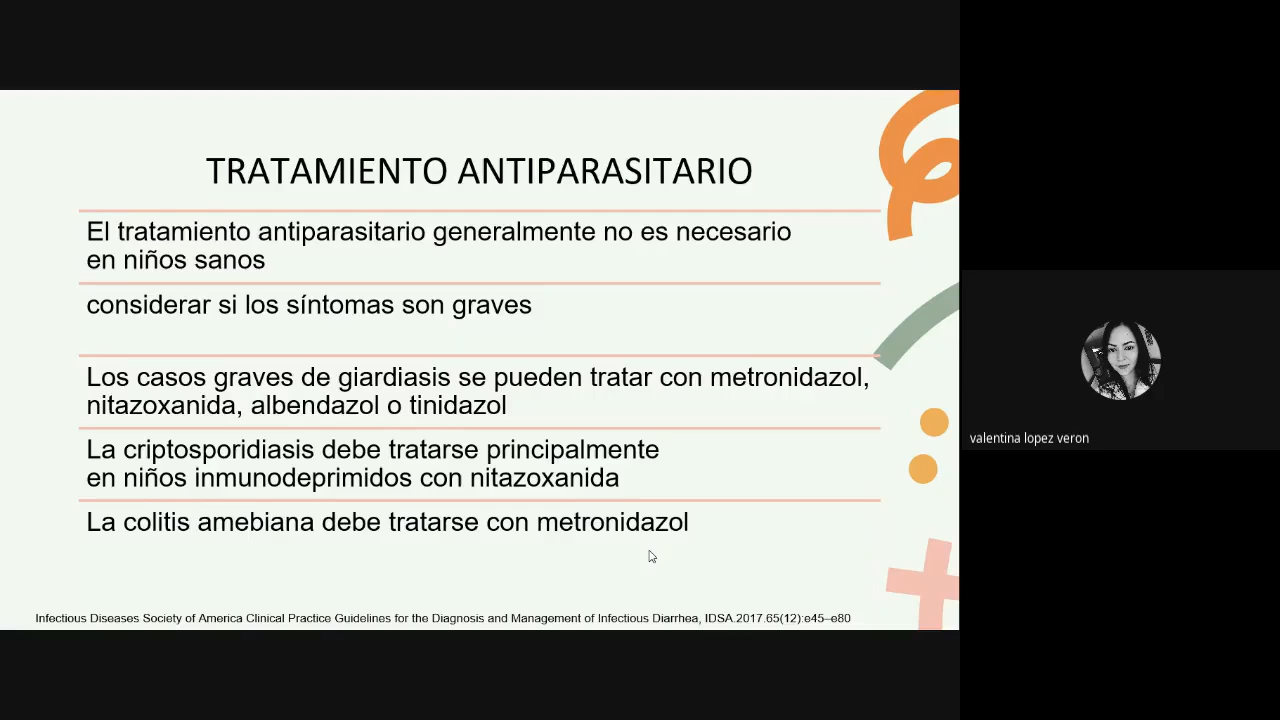 TRATAMIENTO ANTIPARASITARIO
El tratamiento antiparasitario generalmente no es necesario
en niños sanos
considerar si los síntomas son graves
Los casos graves de giardiasis se pueden tratar con metronidazol,
nitazoxanida, albendazol o tinidazol
La criptosporidiasis debe tratarse principalmente
en niños inmunodeprimidos con nitazoxanida
La colitis amebiana debe tratarse con metronidazol
Infectious Diseases Society of America Clinical Practice Guidelines for the Diagnosis and Management of Infectious Diarrhea, IDSA.2017.65(12):e45–e80
valentina lopez veron